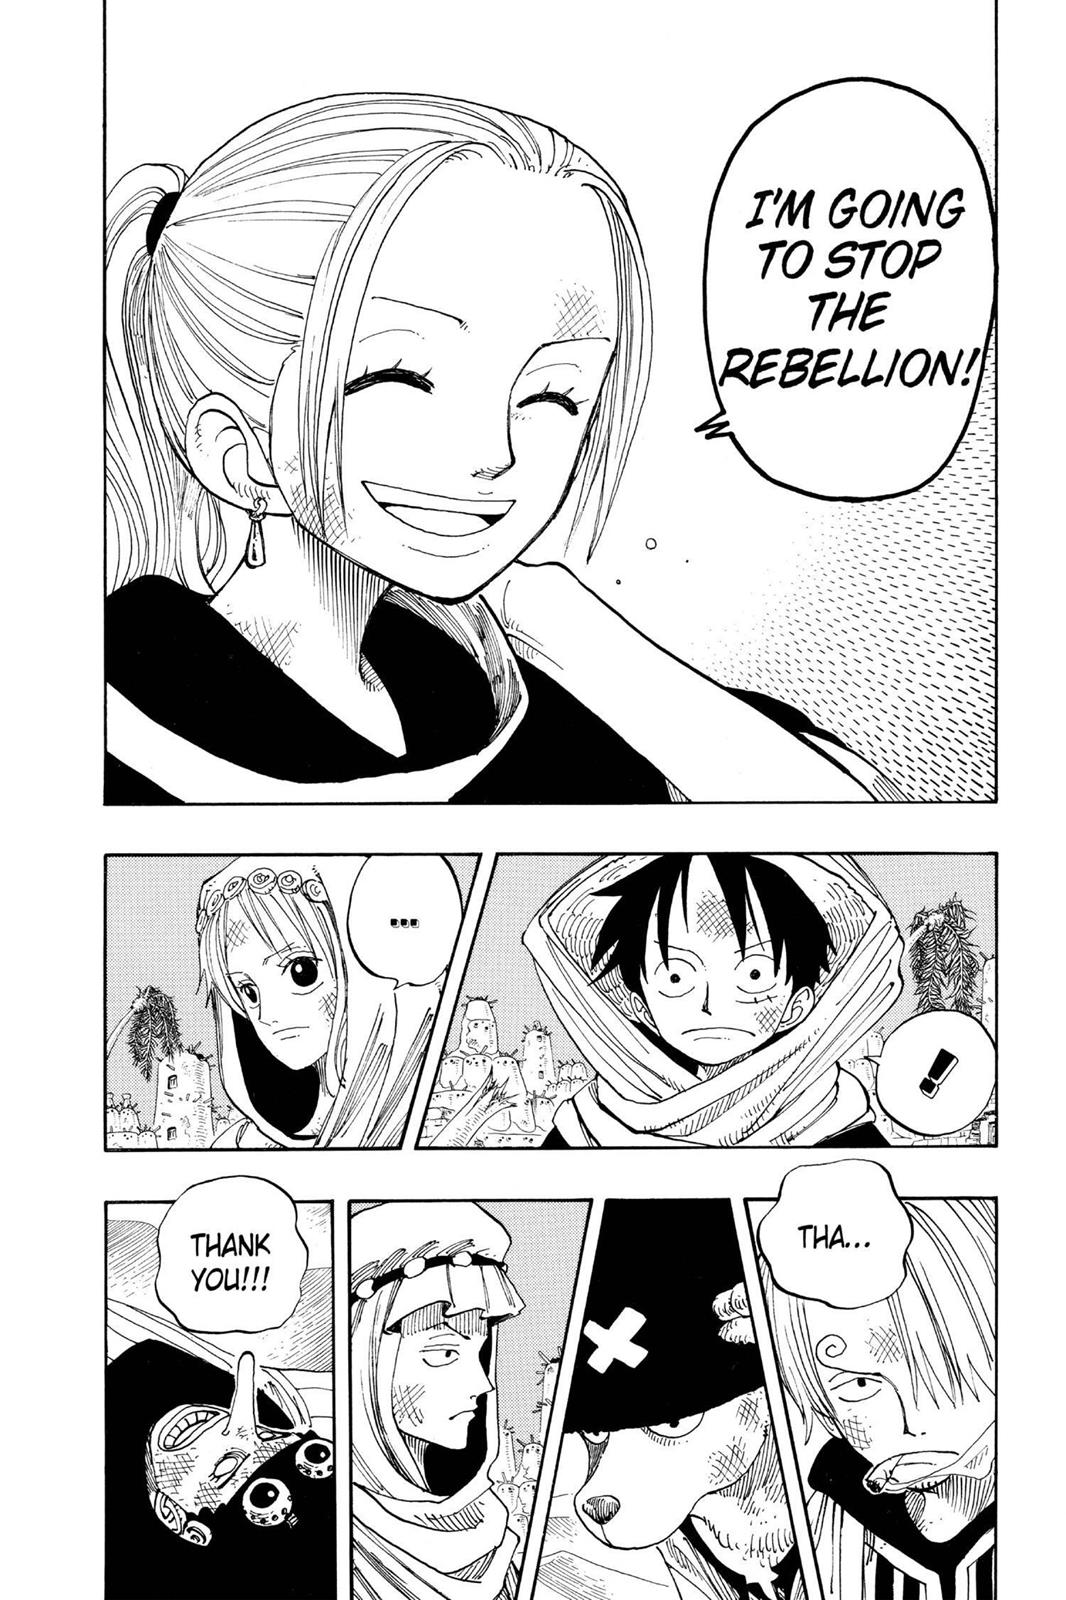 I'M GOING
TO STOP
THE
REBELLION!
...
!
THANK
YOU!!!
THA...